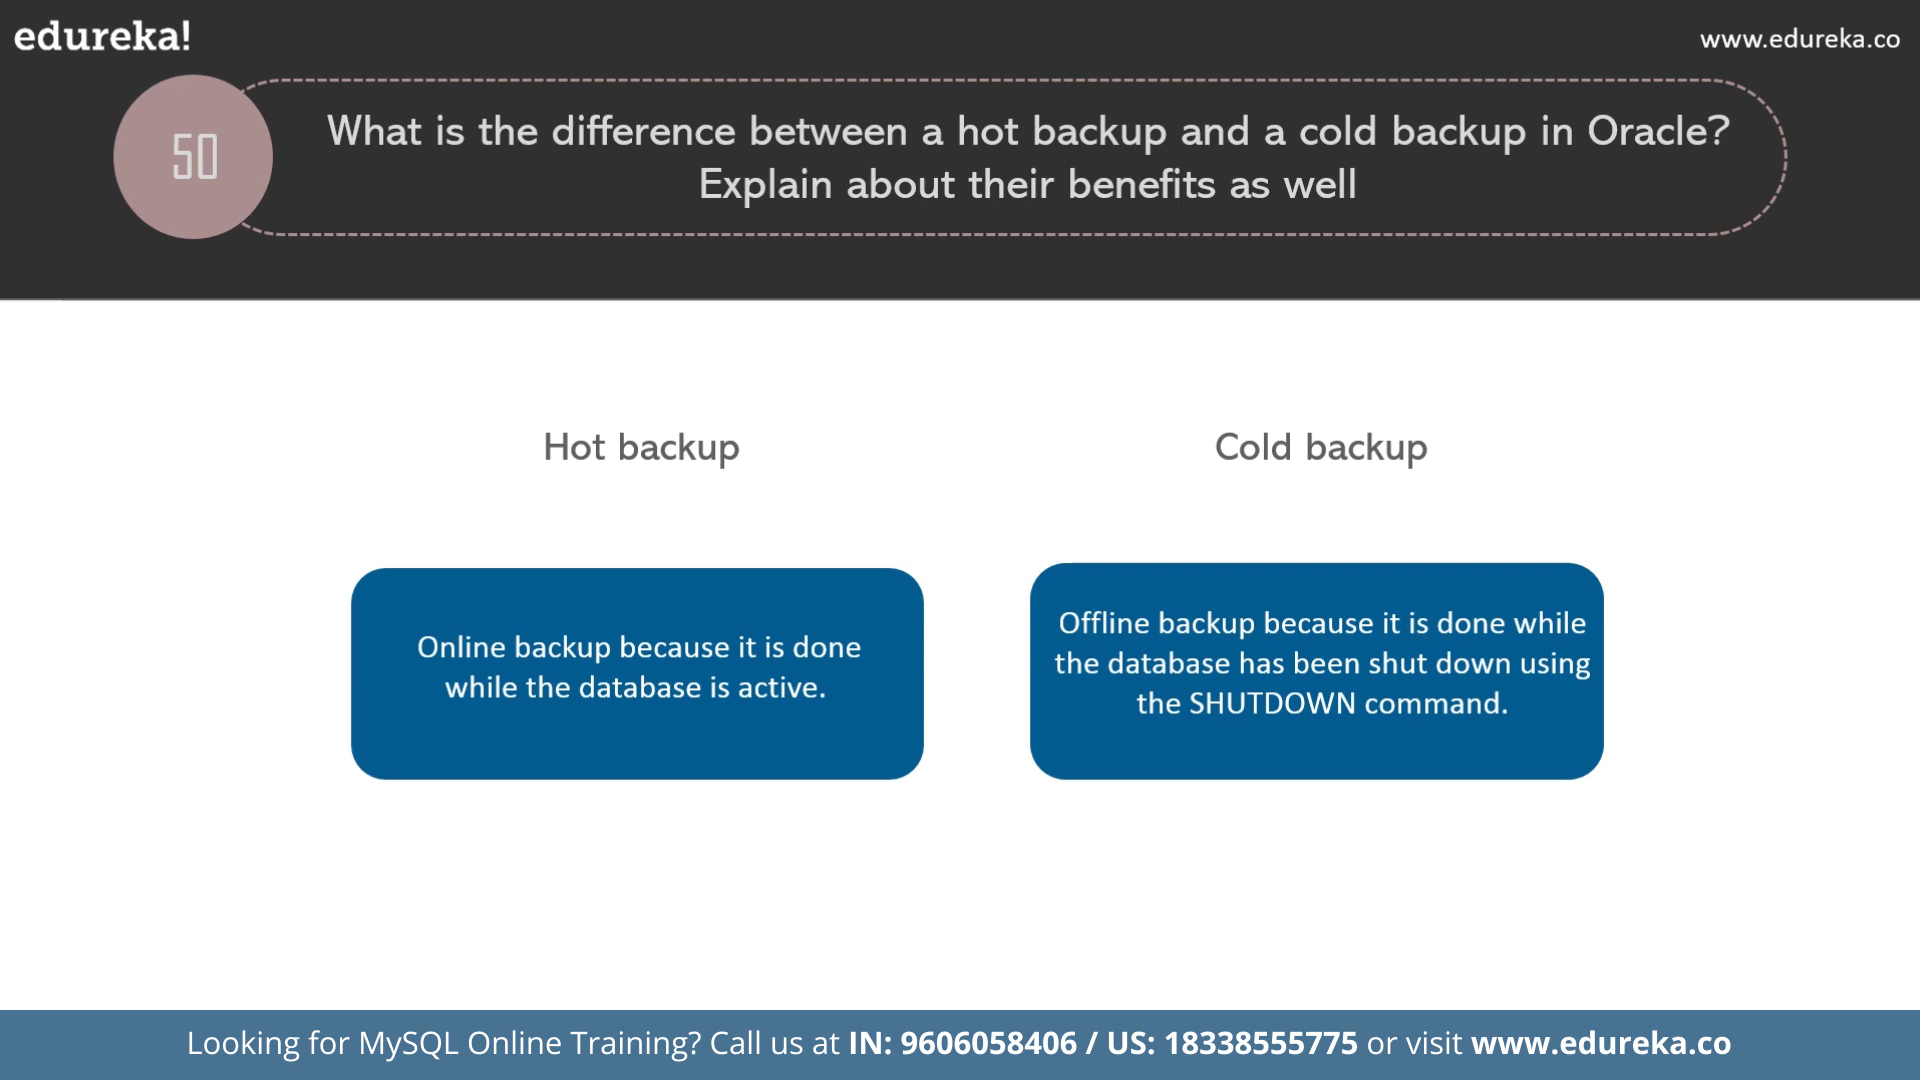 edureka!
www.edureka.co
50
What is the difference between a hot backup and a cold backup in Oracle?
Explain about their benefits as well
Hot backup
Cold backup
Online backup because it is done
while the database is active.
Offline backup because it is done while
the database has been shut down using
the SHUTDOWN command.
Looking for MySQL Online Training? Call us at IN: 9606058406 / US: 18338555775 or visit www.edureka.co